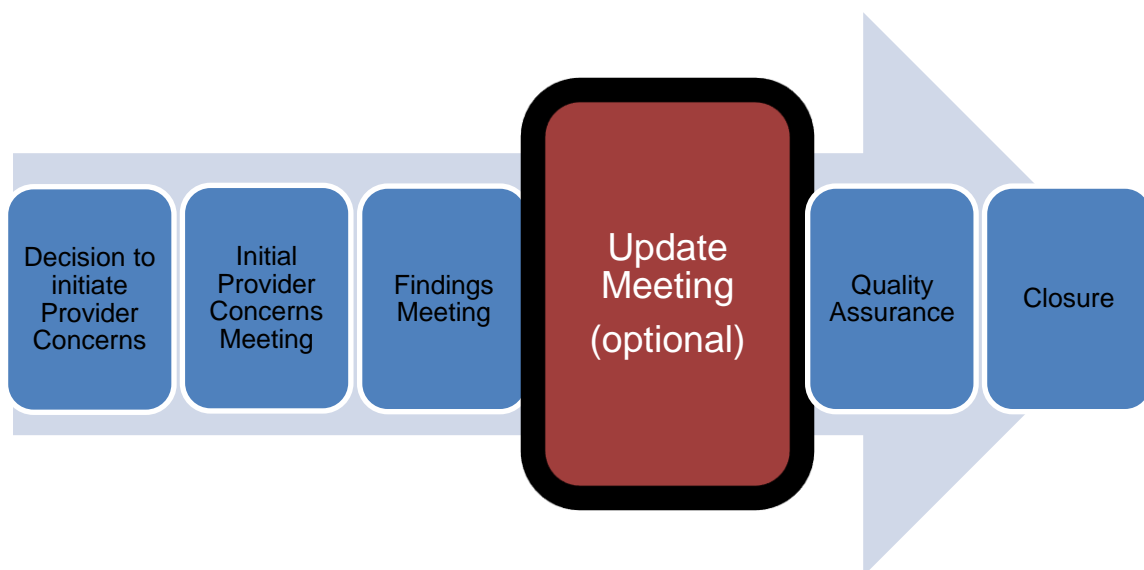 Decision to
initiate
Provider
Concerns
Initial
Provider
Concerns
Meeting
Findings
Meeting
Update
Meeting
(optional)
Quality
Assurance
Closure